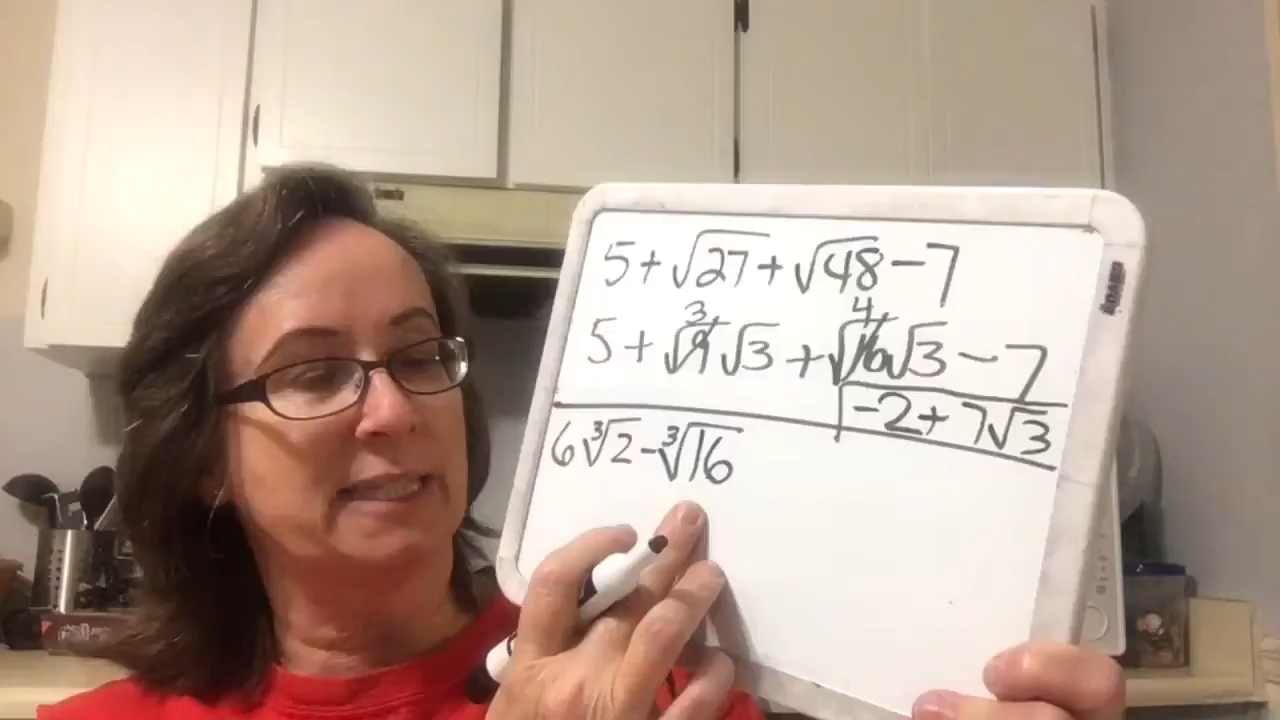 5 + √27 + √48 - 7
3 4
5 + √9 √3 + √16 √3 - 7
-2 + 7√3
6∛2 - ∛16